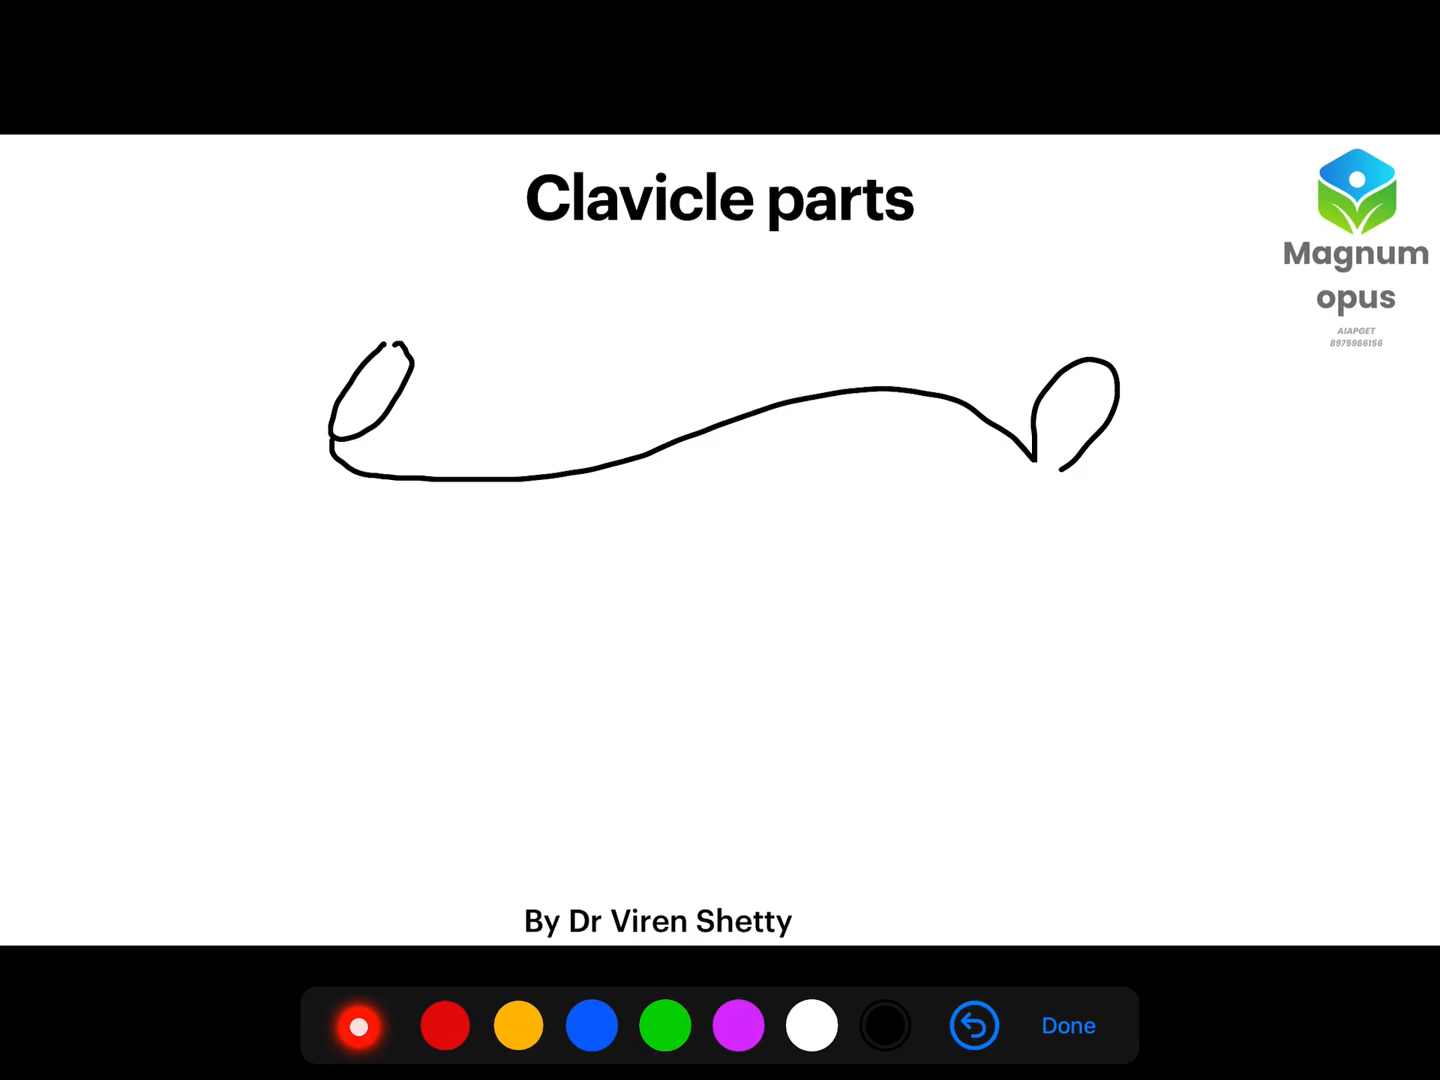 Clavicle parts
Magnum
opus
AIAPGET
8975966156
By Dr Viren Shetty
Done